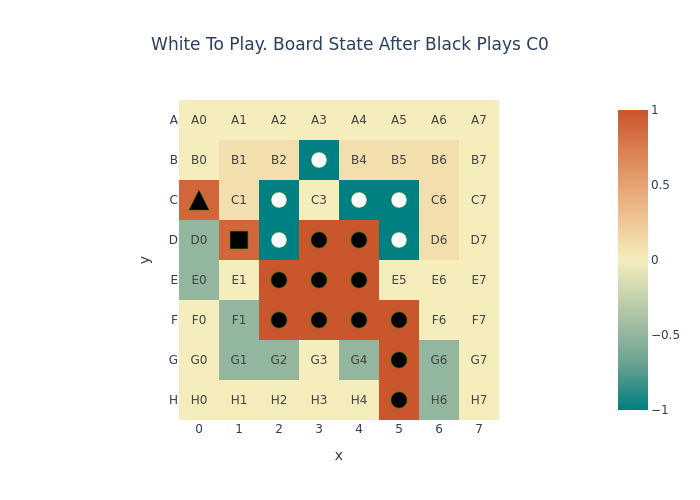 White To Play. Board State After Black Plays C0
A A0 A1 A2 A3 A4 A5 A6 A7
B B0 B1 B2 B4 B5 B6 B7
C C1 C3 C6 C7
D D0 D6 D7
E E0 E1 E5 E6 E7
F F0 F1 F6 F7
G G0 G1 G2 G3 G4 G6 G7
H H0 H1 H2 H3 H4 H6 H7
0 1 2 3 4 5 6 7
x
y
1
0.5
0
−0.5
−1